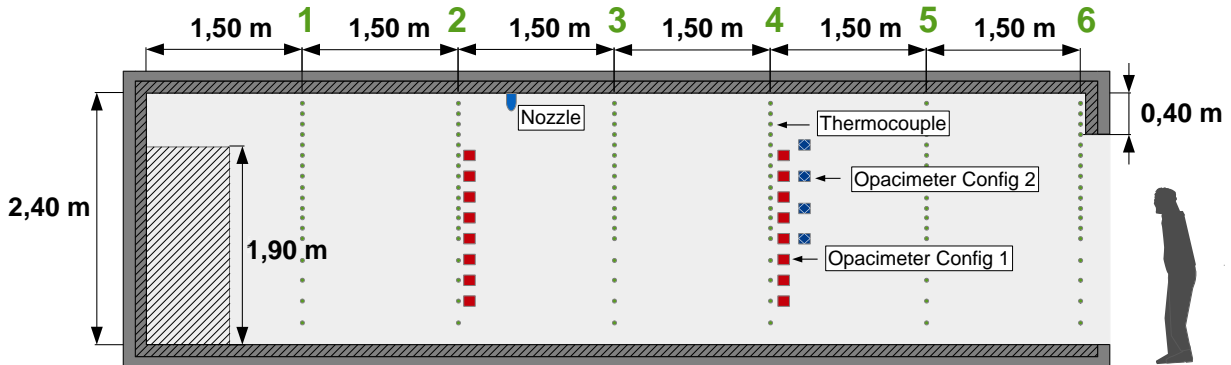 1 2 3 4 5 6
1,50 m 1,50 m 1,50 m 1,50 m 1,50 m 1,50 m
Nozzle
Thermocouple
0,40 m
Opacimeter Config 2
2,40 m
1,90 m
Opacimeter Config 1